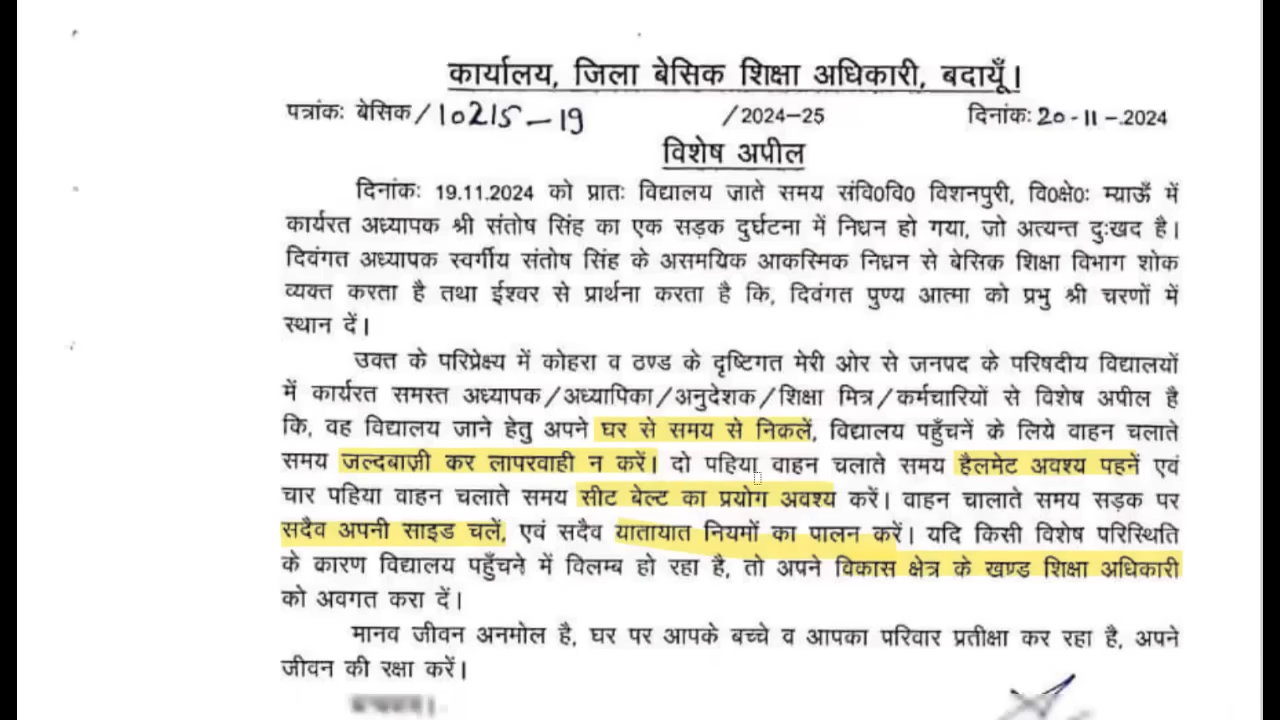 कार्यालय, जिला बेसिक शिक्षा अधिकारी, बदायूँ।
पत्रांकः बेसिक/10215-19 /2024-25 दिनांकः 20-11-.2024
विशेष अपील
दिनांकः 19.11.2024 को प्रातः विद्यालय जाते समय संवि0वि0 विशनपुरी, वि0क्षे0ः म्याऊँ में
कार्यरत अध्यापक श्री संतोष सिंह का एक सड़क दुर्घटना में निधन हो गया, जो अत्यन्त दुःखद है।
दिवंगत अध्यापक स्वर्गीय संतोष सिंह के असमयिक आकस्मिक निधन से बेसिक शिक्षा विभाग शोक
व्यक्त करता है तथा ईश्वर से प्रार्थना करता है कि, दिवंगत पुण्य आत्मा को प्रभु श्री चरणों में
स्थान दें।
उक्त के परिप्रेक्ष्य में कोहरा व ठण्ड के दृष्टिगत मेरी ओर से जनपद के परिषदीय विद्यालयों
में कार्यरत समस्त अध्यापक/अध्यापिका/अनुदेशक/शिक्षा मित्र/कर्मचारियों से विशेष अपील है
कि, वह विद्यालय जाने हेतु अपने घर से समय से निकलें, विद्यालय पहुँचनें के लिये वाहन चलाते
समय जल्दबाज़ी कर लापरवाही न करें। दो पहिया वाहन चलाते समय हैलमेट अवश्य पहनें एवं
चार पहिया वाहन चलाते समय सीट बेल्ट का प्रयोग अवश्य करें। वाहन चालाते समय सड़क पर
सदैव अपनी साइड चलें, एवं सदैव यातायात नियमों का पालन करें। यदि किसी विशेष परिस्थिति
के कारण विद्यालय पहुँचने में विलम्ब हो रहा है, तो अपने विकास क्षेत्र के खण्ड शिक्षा अधिकारी
को अवगत करा दें।
मानव जीवन अनमोल है, घर पर आपके बच्चे व आपका परिवार प्रतीक्षा कर रहा है, अपने
जीवन की रक्षा करें।